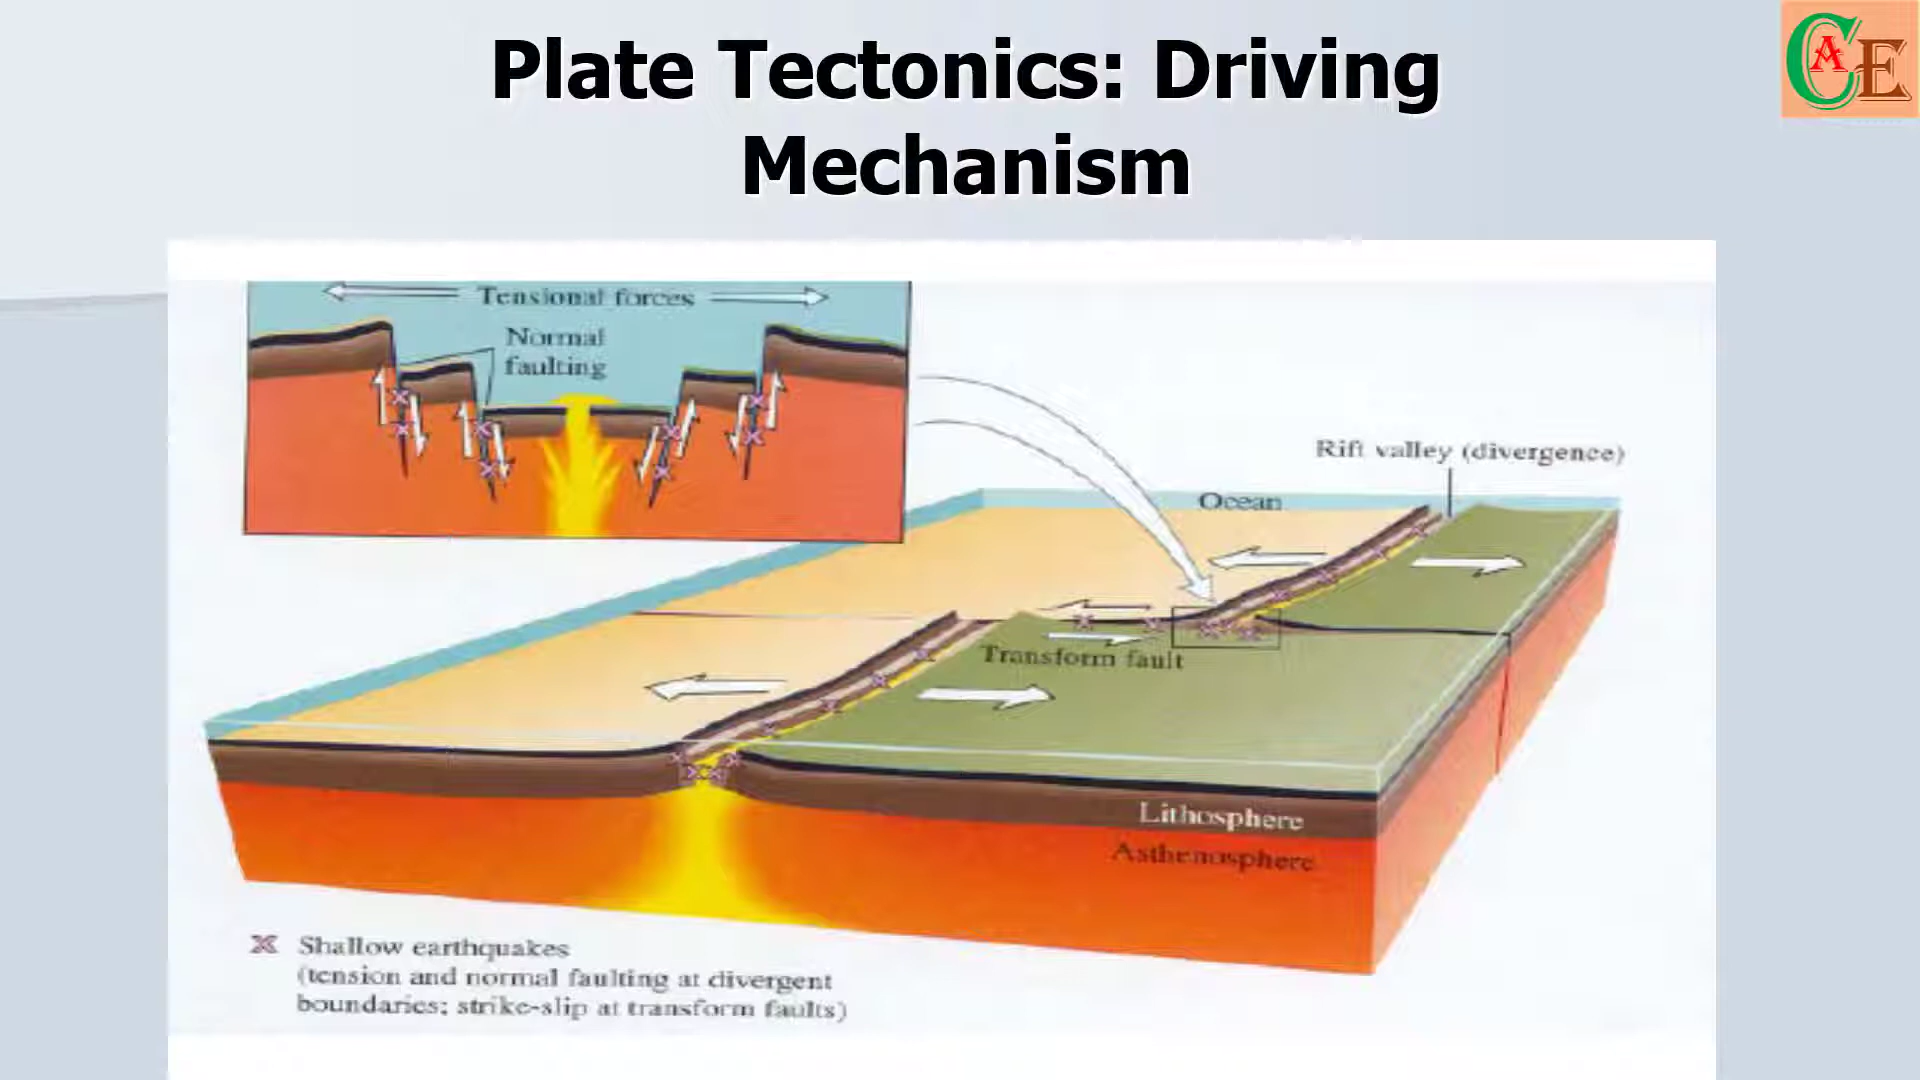 Plate Tectonics: Driving
Mechanism
CAE
Tensional forces
Normal
faulting
Rift valley (divergence)
Ocean
Transform fault
Lithosphere
Asthenosphere
X Shallow earthquakes
(tension and normal faulting at divergent
boundaries; strike-slip at transform faults)